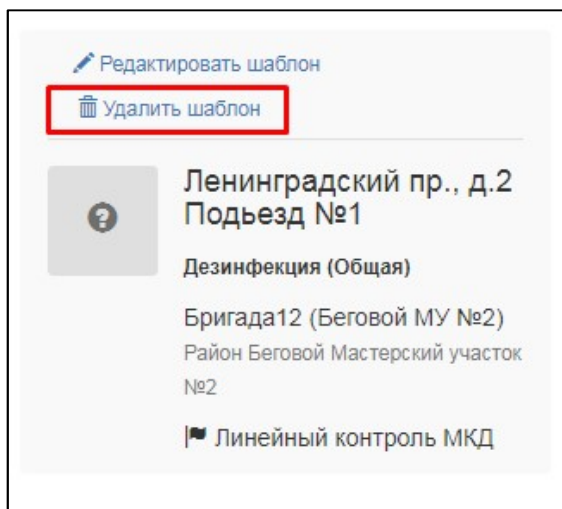 Редактировать шаблон
Удалить шаблон
Ленинградский пр., д.2
Подьезд №1
Дезинфекция (Общая)
Бригада12 (Беговой МУ №2)
Район Беговой Мастерский участок
№2
Линейный контроль МКД